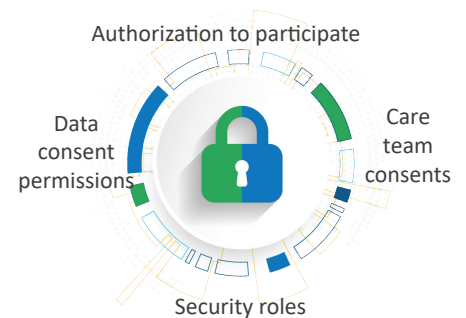 Authorization to participate
Data
consent
permissions
Care
team
consents
Security roles